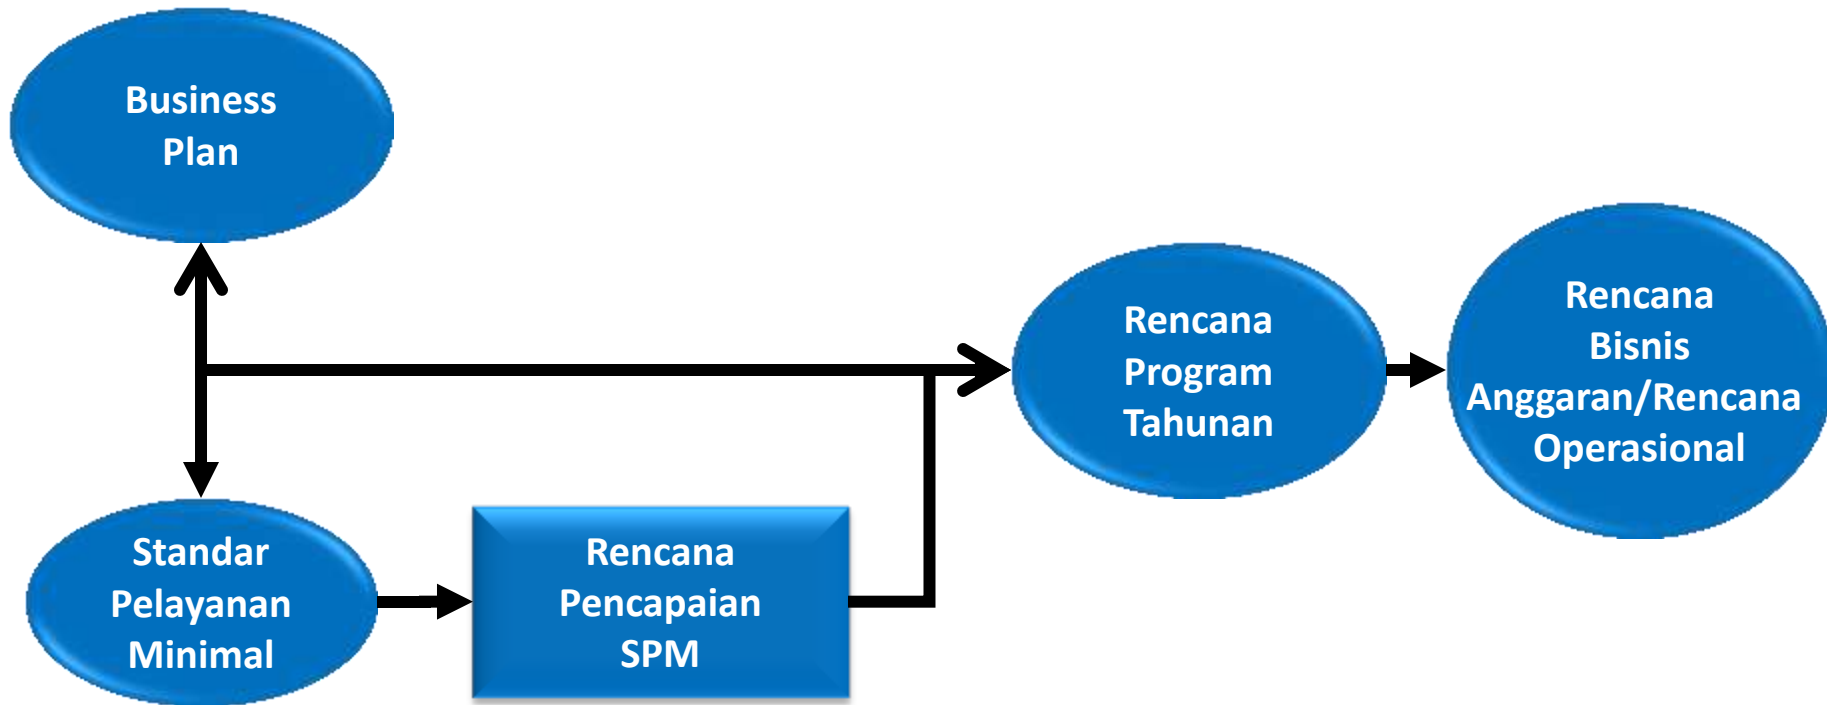 Business
Plan
Standar
Pelayanan
Minimal
Rencana
Pencapaian
SPM
Rencana
Program
Tahunan
Rencana
Bisnis
Anggaran/Rencana
Operasional